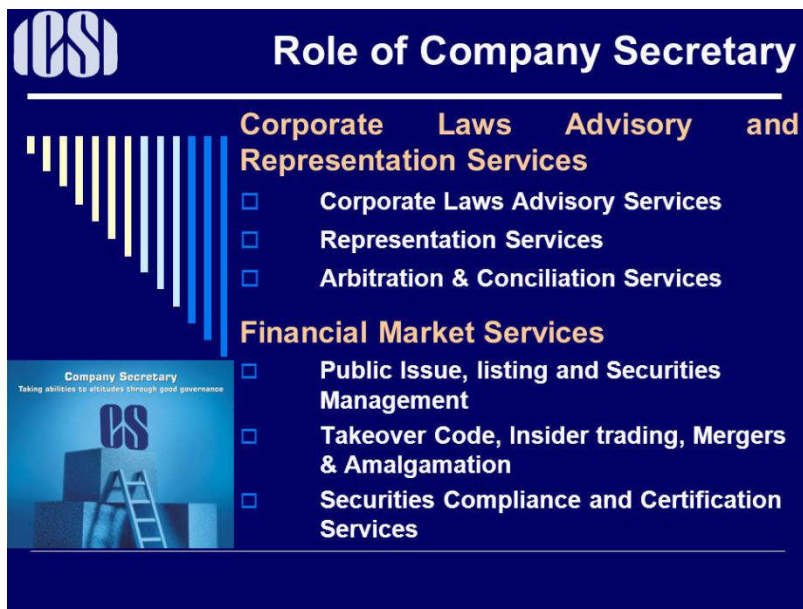 ICSI
Role of Company Secretary
Corporate Laws Advisory and
Representation Services
Corporate Laws Advisory Services
Representation Services
Arbitration & Conciliation Services
Financial Market Services
Public Issue, listing and Securities
Management
Takeover Code, Insider trading, Mergers
& Amalgamation
Securities Compliance and Certification
Services
Company Secretary
Taking abilities to altitudes through good governance
CS